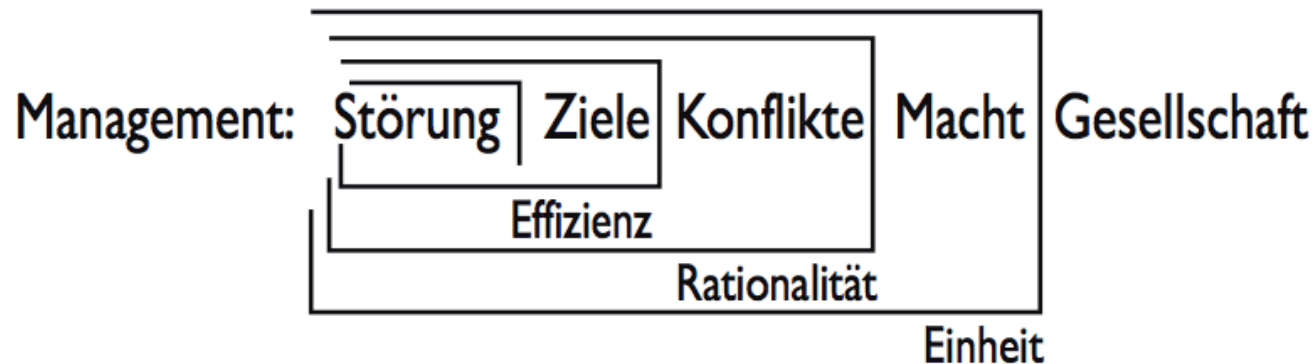 Management: Störung Ziele Konflikte Macht Gesellschaft
Effizienz
Rationalität
Einheit